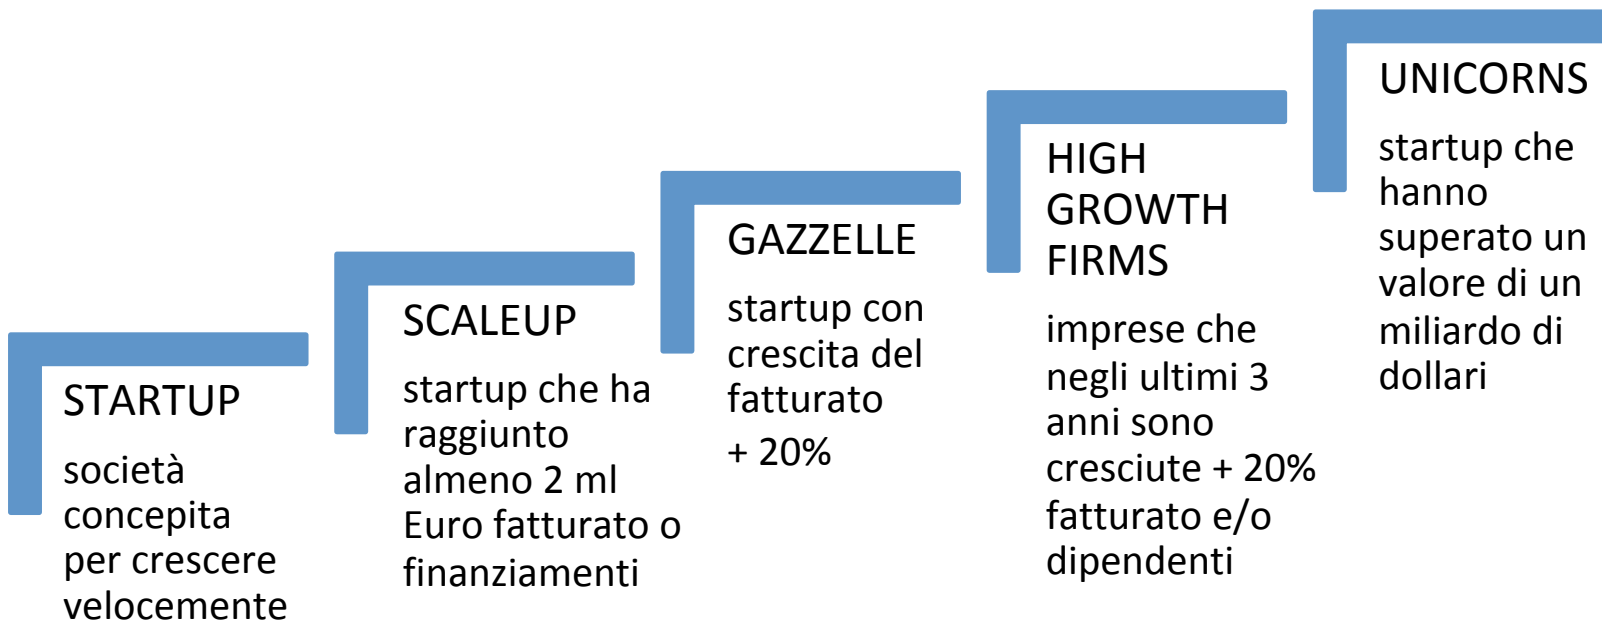 STARTUP
società
concepita
per crescere
velocemente
SCALEUP
startup che ha
raggiunto
almeno 2 ml
Euro fatturato o
finanziamenti
GAZZELLE
startup con
crescita del
fatturato
+ 20%
HIGH
GROWTH
FIRMS
imprese che
negli ultimi 3
anni sono
cresciute + 20%
fatturato e/o
dipendenti
UNICORNS
startup che
hanno
superato un
valore di un
miliardo di
dollari